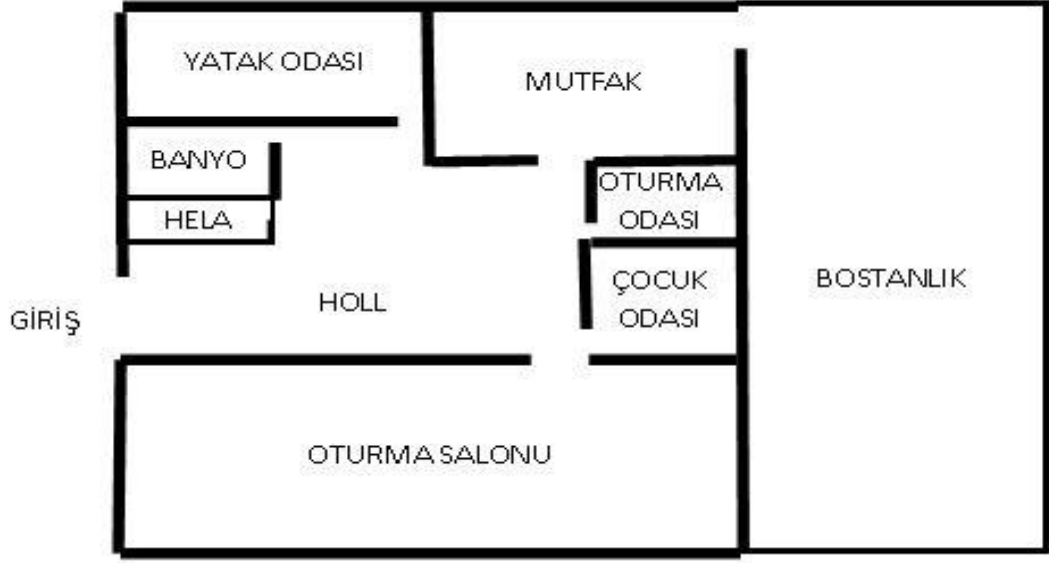 YATAK ODASI
MUTFAK
BANYO
HELA
OTURMA
ODASI
ÇOCUK
ODASI
BOSTANLIK
HOLL
GİRİŞ
OTURMA SALONU